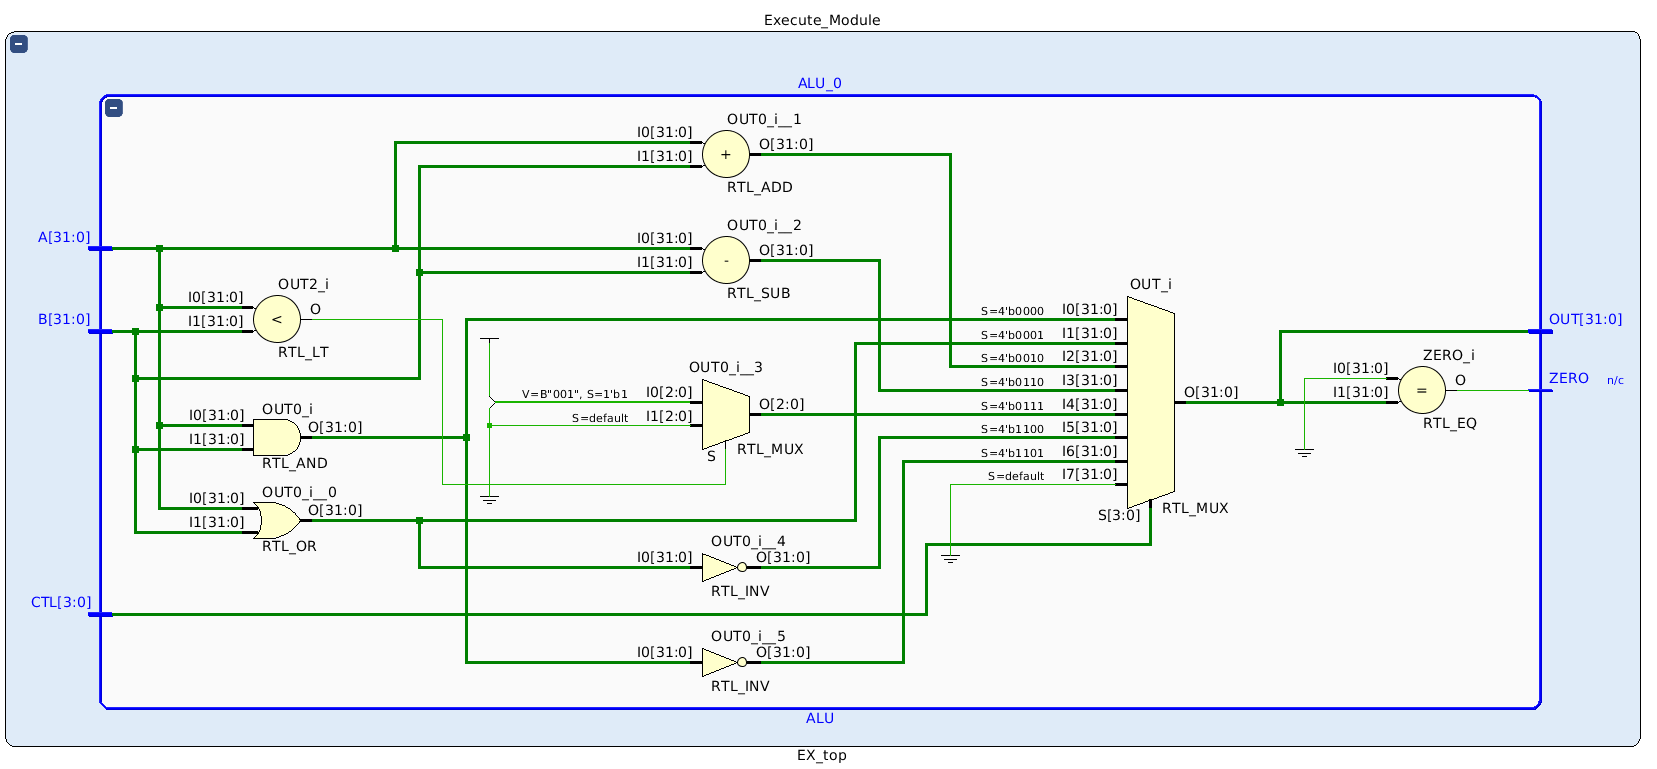 Execute_Module
ALU_0
OUT0_i__1
I0[31:0]
O[31:0]
I1[31:0]
+
RTL_ADD
OUT0_i__2
A[31:0]
I0[31:0]
O[31:0]
I1[31:0]
-
RTL_SUB
OUT2_i
I0[31:0]
O
B[31:0]
I1[31:0]
<
RTL_LT
OUT_i
S=4'b0000 I0[31:0]
S=4'b0001 I1[31:0]
S=4'b0010 I2[31:0]
S=4'b0110 I3[31:0]
S=4'b0111 I4[31:0]
S=4'b1100 I5[31:0]
S=4'b1101 I6[31:0]
S=default I7[31:0]
O[31:0]
S[3:0]
RTL_MUX
OUT[31:0]
ZERO_i
I0[31:0]
O
I1[31:0]
=
RTL_EQ
ZERO n/c
OUT0_i__3
V=B"001", S=1'b1 I0[2:0]
O[2:0]
S=default I1[2:0]
S
RTL_MUX
OUT0_i
I0[31:0]
O[31:0]
I1[31:0]
RTL_AND
OUT0_i__0
I0[31:0]
O[31:0]
I1[31:0]
RTL_OR
OUT0_i__4
I0[31:0]
O[31:0]
RTL_INV
CTL[3:0]
OUT0_i__5
I0[31:0]
O[31:0]
RTL_INV
ALU
EX_top